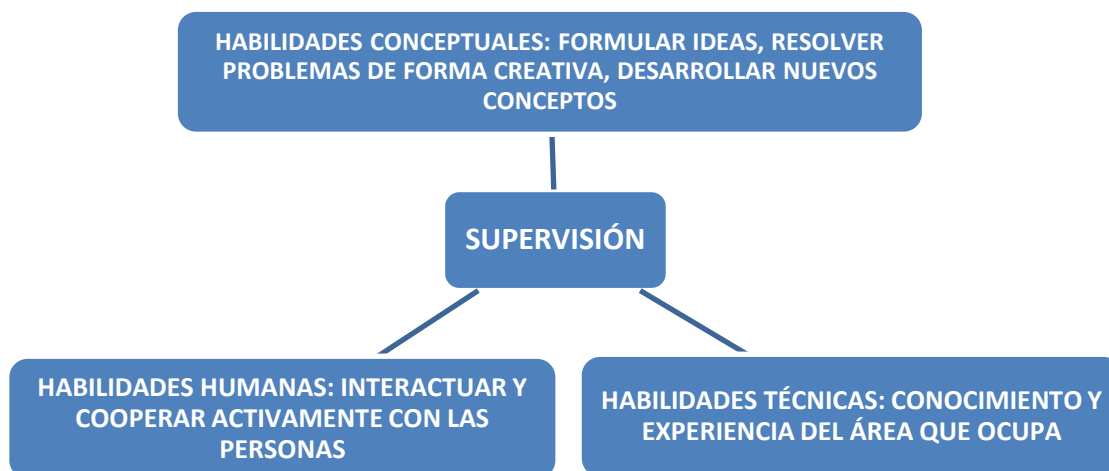 HABILIDADES CONCEPTUALES: FORMULAR IDEAS, RESOLVER
PROBLEMAS DE FORMA CREATIVA, DESARROLLAR NUEVOS
CONCEPTOS
SUPERVISIÓN
HABILIDADES HUMANAS: INTERACTUAR Y
COOPERAR ACTIVAMENTE CON LAS
PERSONAS
HABILIDADES TÉCNICAS: CONOCIMIENTO Y
EXPERIENCIA DEL ÁREA QUE OCUPA